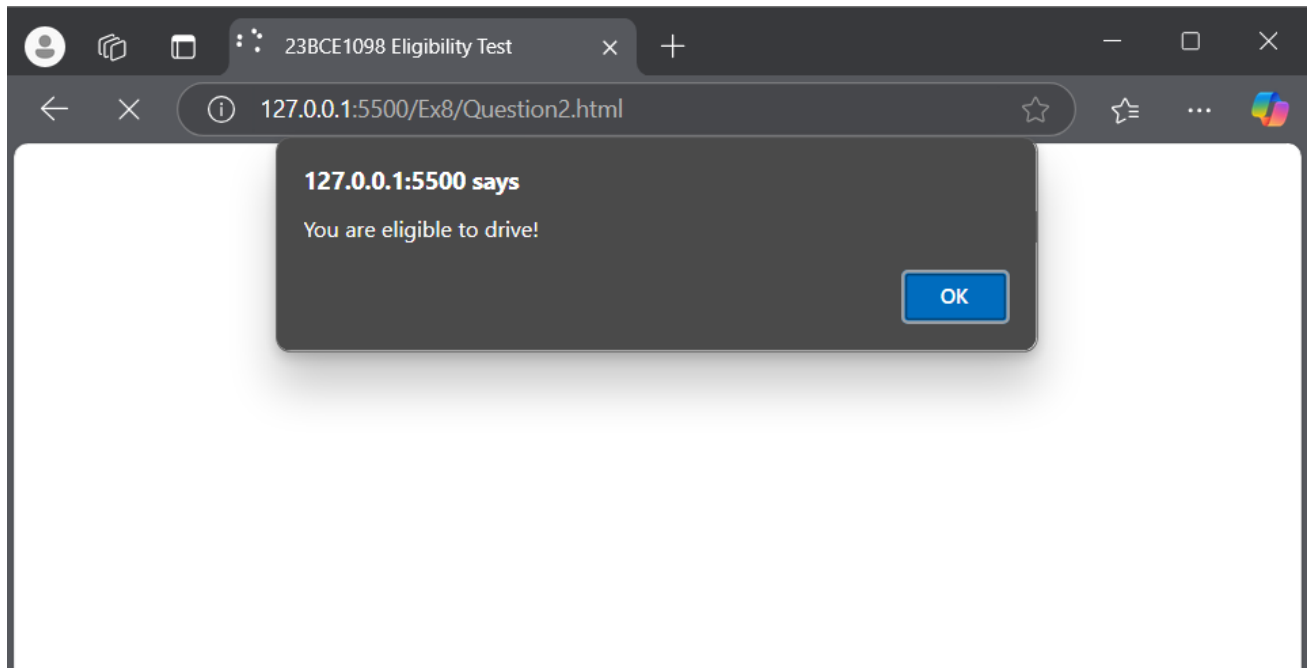 23BCE1098 Eligibility Test
127.0.0.1:5500/Ex8/Question2.html
127.0.0.1:5500 says
You are eligible to drive!
OK